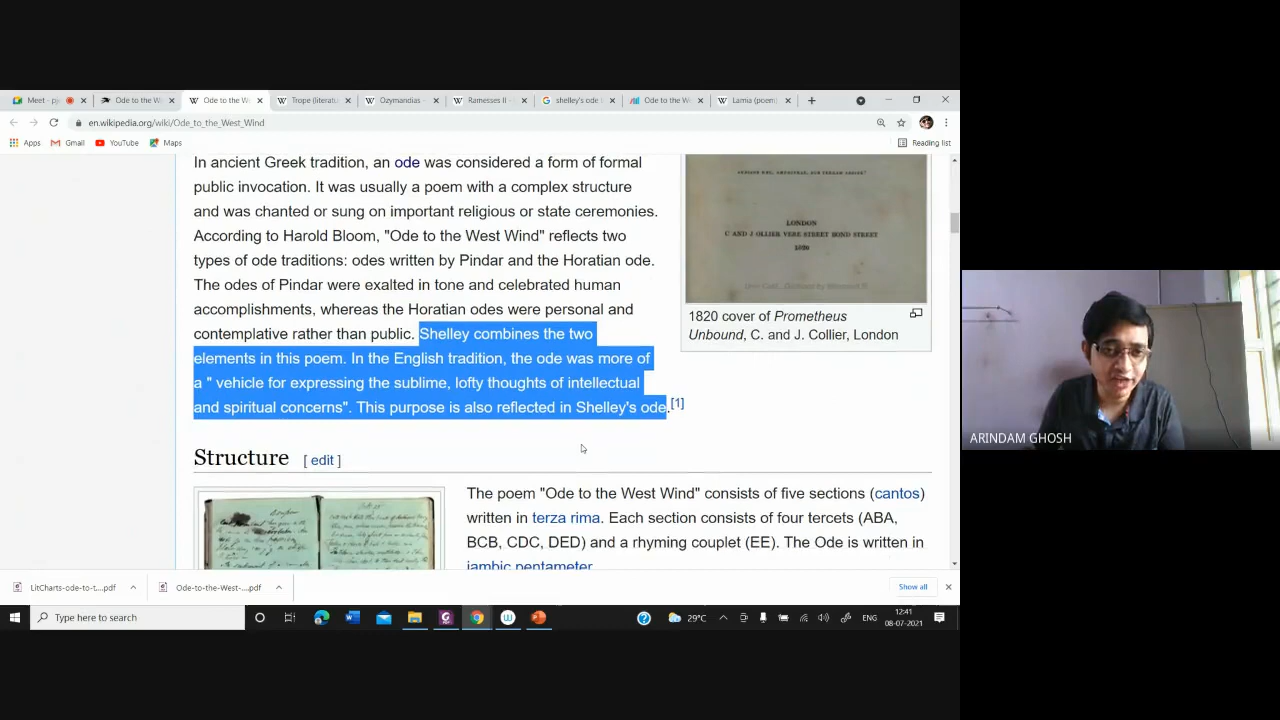 Meet - pj
Ode to the W
Ode to the We
Trope (literatu
Ozymandias -
Ramesses II -
shelley's ode
Ode to the W
Lamia (poem)
en.wikipedia.org/wiki/Ode_to_the_West_Wind
Apps
Gmail
YouTube
Maps
Reading list
In ancient Greek tradition, an ode was considered a form of formal
public invocation. It was usually a poem with a complex structure
and was chanted or sung on important religious or state ceremonies.
According to Harold Bloom, "Ode to the West Wind" reflects two
types of ode traditions: odes written by Pindar and the Horatian ode.
The odes of Pindar were exalted in tone and celebrated human
accomplishments, whereas the Horatian odes were personal and
contemplative rather than public. Shelley combines the two
elements in this poem. In the English tradition, the ode was more of
a " vehicle for expressing the sublime, lofty thoughts of intellectual
and spiritual concerns". This purpose is also reflected in Shelley's ode.[1]
LONDON
C AND J OLLIER VERE STREET BOND STREET
1820
1820 cover of Prometheus
Unbound, C. and J. Collier, London
Structure [ edit ]
The poem "Ode to the West Wind" consists of five sections (cantos)
written in terza rima. Each section consists of four tercets (ABA,
BCB, CDC, DED) and a rhyming couplet (EE). The Ode is written in
iambic pentameter
ARINDAM GHOSH
LitCharts-ode-to-t....pdf
Ode-to-the-West-....pdf
Show all
Type here to search
29°C
ENG
12:41
08-07-2021